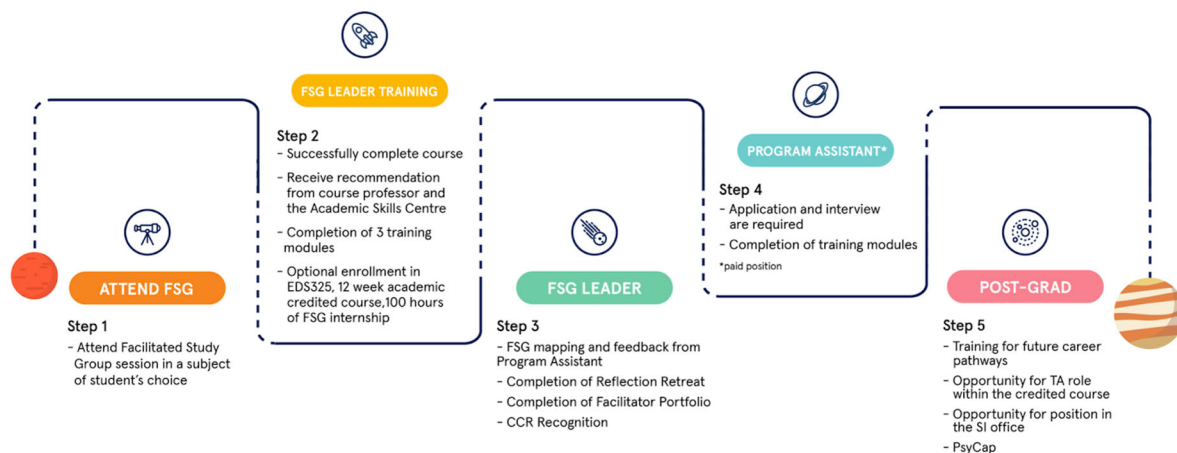 ATTEND FSG
Step 1
- Attend Facilitated Study
Group session in a subject
of student's choice
FSG LEADER TRAINING
Step 2
- Successfully complete course
- Receive recommendation
from course professor and
the Academic Skills Centre
- Completion of 3 training
modules
- Optional enrollment in
EDS325, 12 week academic
credited course,100 hours
of FSG internship
FSG LEADER
Step 3
- FSG mapping and feedback from
Program Assistant
- Completion of Reflection Retreat
- Completion of Facilitator Portfolio
- CCR Recognition
PROGRAM ASSISTANT*
Step 4
- Application and interview
are required
- Completion of training modules
*paid position
POST-GRAD
Step 5
- Training for future career
pathways
- Opportunity for TA role
within the credited course
- Opportunity for position in
the SI office
- PsyCap